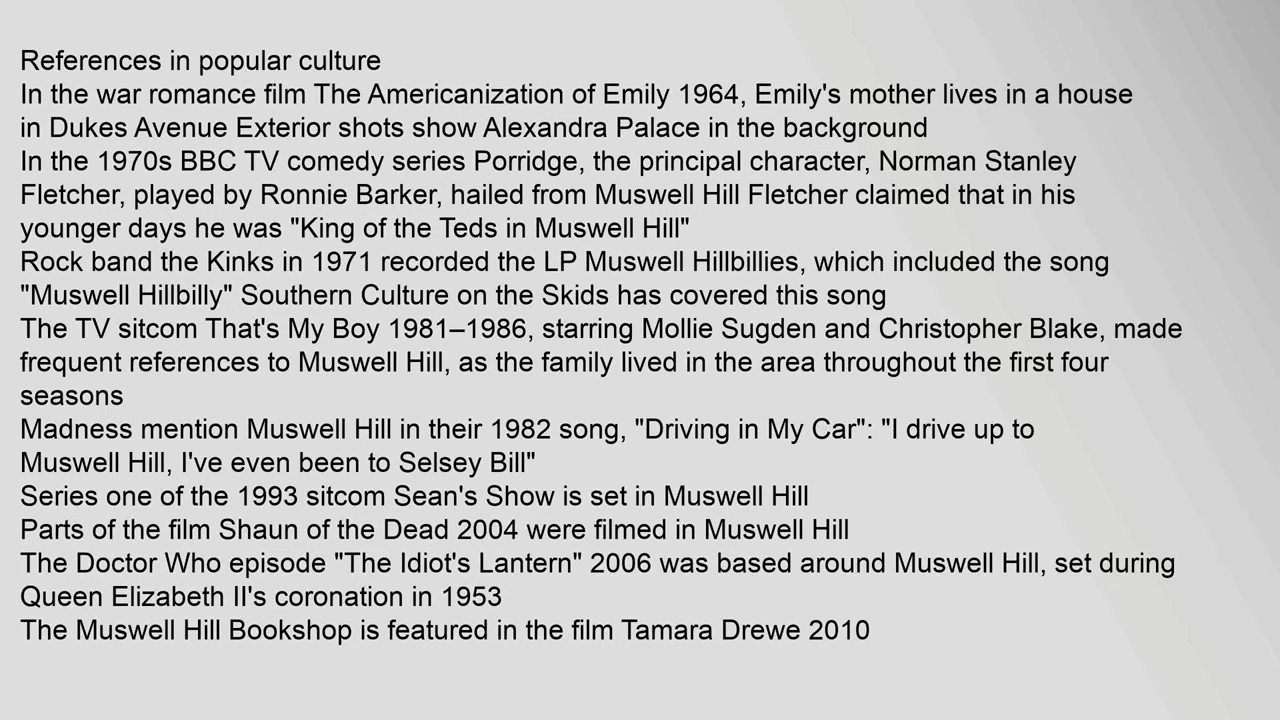 References in popular culture
In the war romance film The Americanization of Emily 1964, Emily's mother lives in a house
in Dukes Avenue Exterior shots show Alexandra Palace in the background
In the 1970s BBC TV comedy series Porridge, the principal character, Norman Stanley
Fletcher, played by Ronnie Barker, hailed from Muswell Hill Fletcher claimed that in his
younger days he was "King of the Teds in Muswell Hill"
Rock band the Kinks in 1971 recorded the LP Muswell Hillbillies, which included the song
"Muswell Hillbilly" Southern Culture on the Skids has covered this song
The TV sitcom That's My Boy 1981–1986, starring Mollie Sugden and Christopher Blake, made
frequent references to Muswell Hill, as the family lived in the area throughout the first four
seasons
Madness mention Muswell Hill in their 1982 song, "Driving in My Car": "I drive up to
Muswell Hill, I've even been to Selsey Bill"
Series one of the 1993 sitcom Sean's Show is set in Muswell Hill
Parts of the film Shaun of the Dead 2004 were filmed in Muswell Hill
The Doctor Who episode "The Idiot's Lantern" 2006 was based around Muswell Hill, set during
Queen Elizabeth II's coronation in 1953
The Muswell Hill Bookshop is featured in the film Tamara Drewe 2010